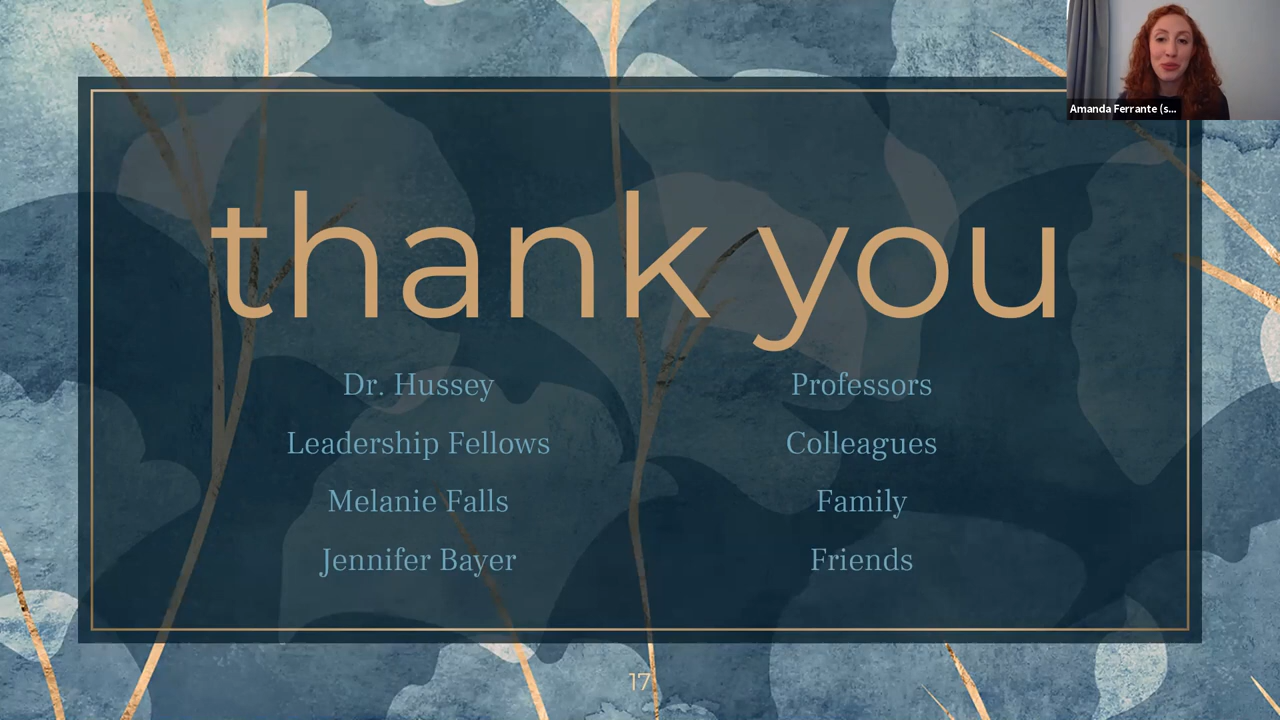 Amanda Ferrante (s...
thank you
Dr. Hussey
Leadership Fellows
Melanie Falls
Jennifer Bayer
Professors
Colleagues
Family
Friends
17